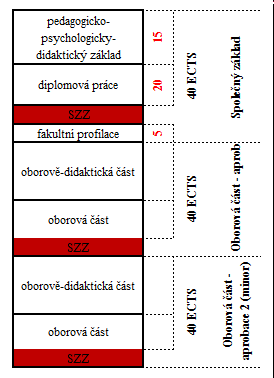 pedagogicko-
psychologicky-
didaktický základ
15
diplomová práce
20
SZZ
fakultní profilace
5
40 ECTS
Společný základ
oborově-didaktická část
oborová část
SZZ
40 ECTS
Oborová část - aprob
oborově-didaktická část
oborová část
SZZ
40 ECTS
Oborová část -
aprobace 2 (minor)